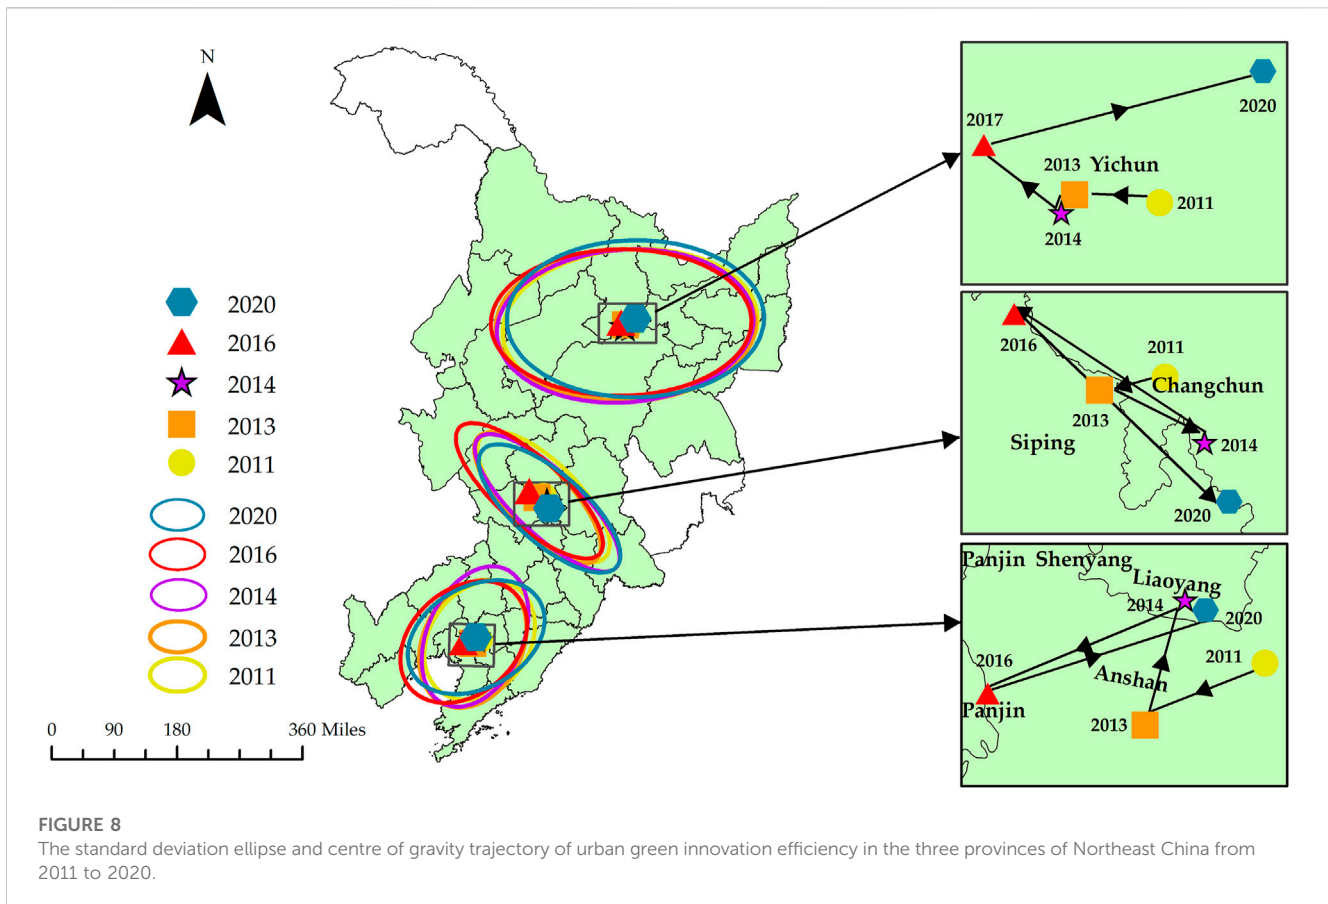 N
2020
2016
2014
2013
2011
2020
2016
2014
2013
2011
0 90 180 360 Miles
2020
2017
2013 Yichun
2011
2014
2016
2011
Changchun
2013
Siping
2014
2020
Panjin Shenyang
Liaoyang
2014
2020
2016
2011
Anshan
Panjin
2013
FIGURE 8
The standard deviation ellipse and centre of gravity trajectory of urban green innovation efficiency in the three provinces of Northeast China from
2011 to 2020.